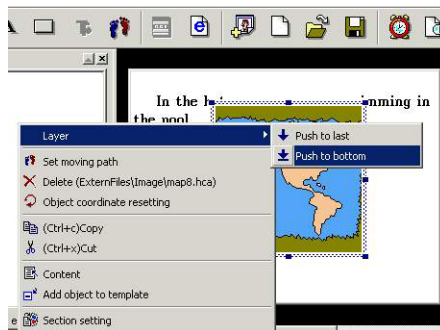 In the
nming in
the pool
Layer
Push to last
Push to bottom
Set moving path
Delete (ExternFiles\Image\map8.hca)
Object coordinate resetting
(Ctrl+c)Copy
(Ctrl+x)Cut
Content
Add object to template
e
Section setting